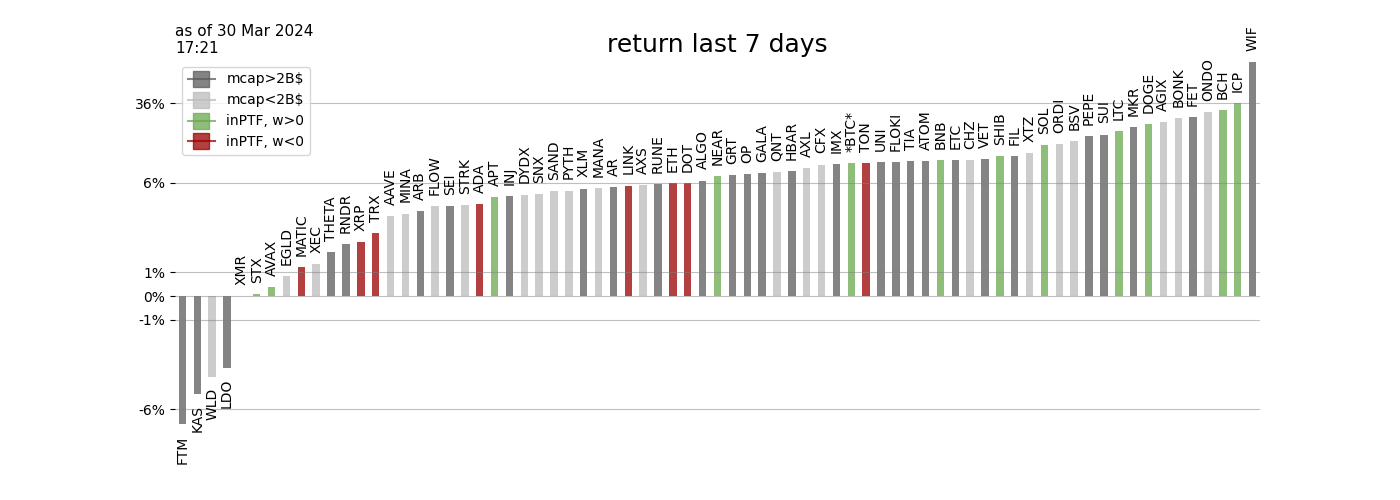 as of 30 Mar 2024
17:21
return last 7 days
mcap>2B$
mcap<2B$
inPTF, w>0
inPTF, w<0
36%
6%
1%
0%
-1%
-6%
FTM
KAS
WLD
LDO
XMR
STX
AVAX
EGLD
MATIC
XEC
THETA
RNDR
XRP
TRX
AAVE
MINA
ARB
FLOW
SEI
STRK
ADA
APT
INJ
DYDX
SNX
SAND
PYTH
XLM
MANA
AR
LINK
AXS
RUNE
ETH
DOT
ALGO
NEAR
GRT
OP
GALA
QNT
HBAR
AXL
CFX
IMX
*BTC*
TON
UNI
FLOKI
TIA
ATOM
BNB
ETC
CHZ
VET
SHIB
FIL
XTZ
SOL
ORDI
BSV
PEPE
SUI
LTC
MKR
DOGE
AGIX
BONK
FET
ONDO
BCH
ICP
WIF